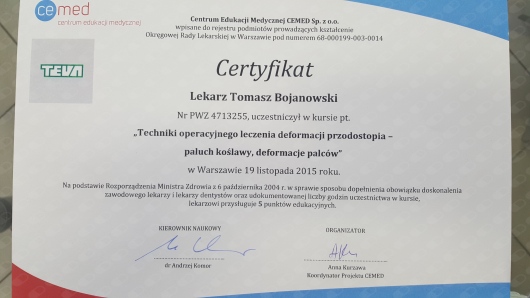 cemed
centrum edukacji medycznej
Centrum Edukacji Medycznej CEMED Sp. z o.o.
wpisane do rejestru podmiotów prowadzących kształcenie
Okręgowej Rady Lekarskiej w Warszawie pod numerem 68-000199-003-0014
TEVA
Certyfikat
Lekarz Tomasz Bojanowski
Nr PWZ 4713255, uczestniczył w kursie pt.
„Techniki operacyjnego leczenia deformacji przodostopia –
paluch koślawy, deformacje palców”
w Warszawie 19 listopada 2015 roku.
Na podstawie Rozporządzenia Ministra Zdrowia z 6 października 2004 r. w sprawie sposobu dopełnienia obowiązku doskonalenia
zawodowego lekarzy i lekarzy dentystów oraz udokumentowanej liczby godzin uczestnictwa w kursie,
lekarzowi przysługuje 5 punktów edukacyjnych.
KIEROWNIK NAUKOWY
dr Andrzej Komor
ORGANIZATOR
Anna Kurzawa
Koordynator Projektu CEMED